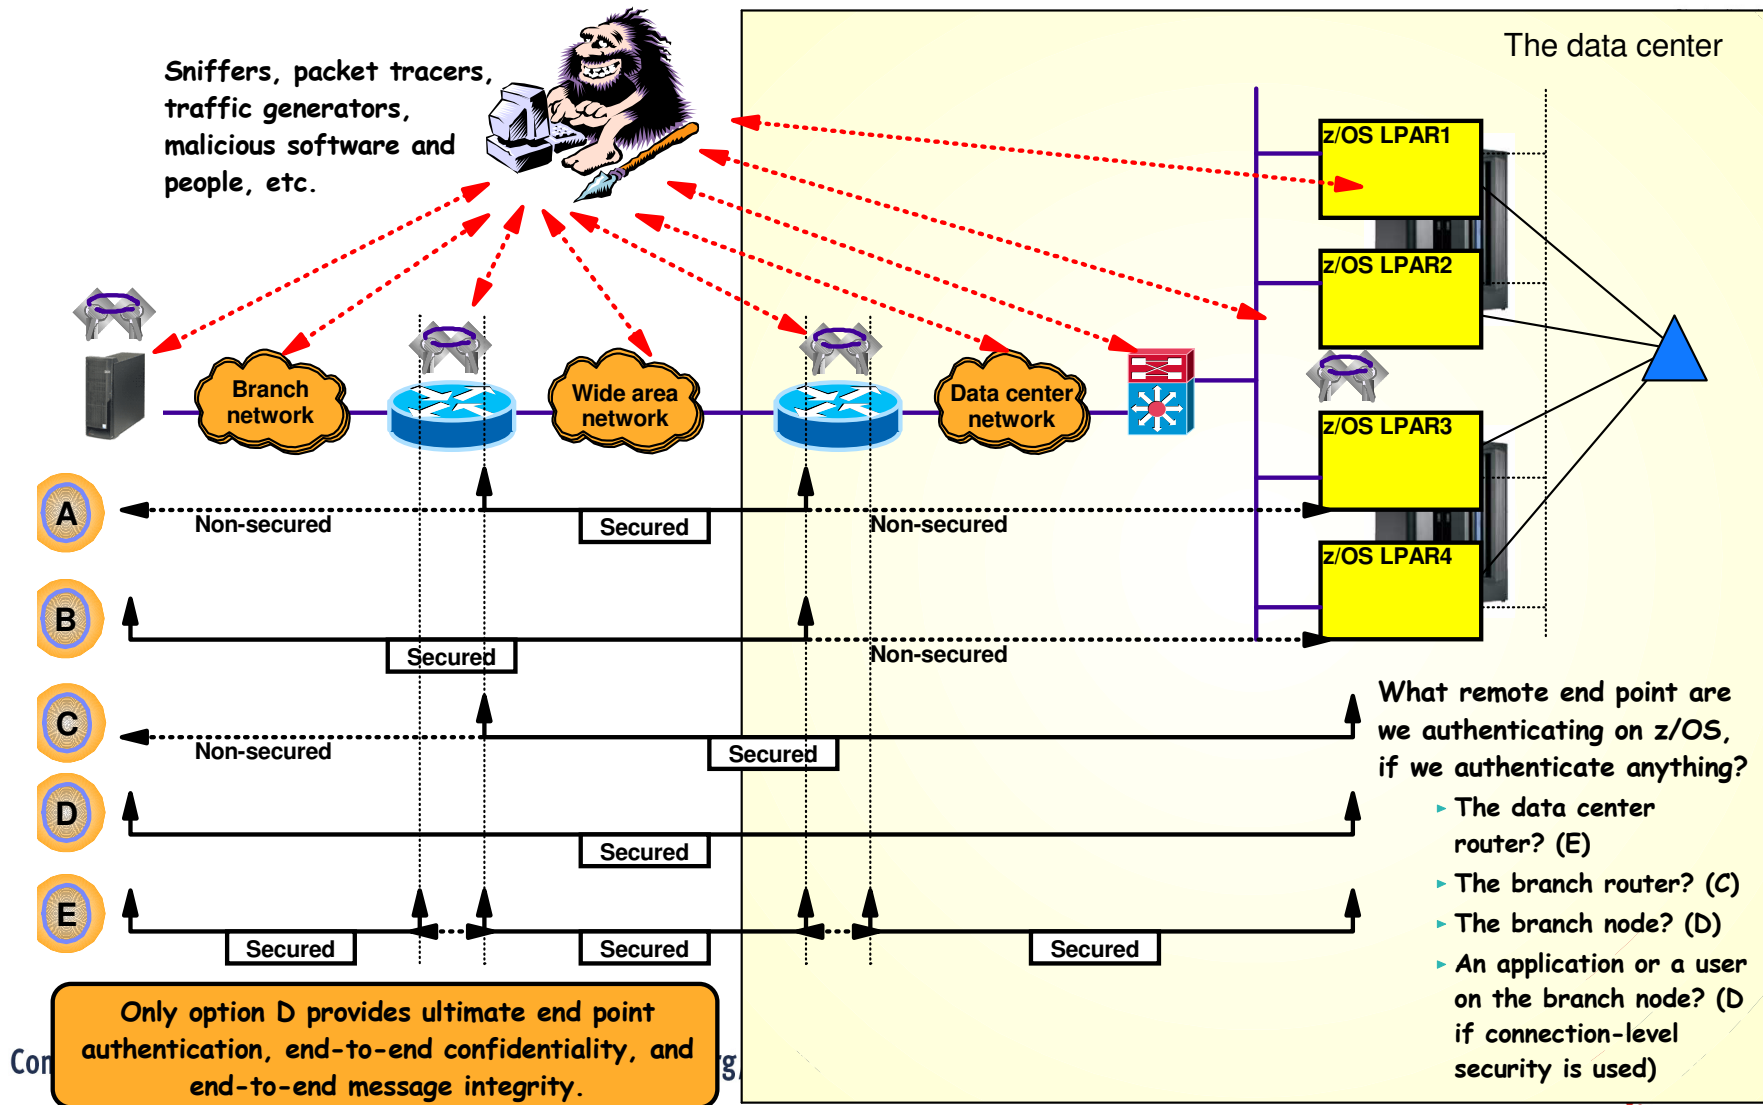 The data center
Sniffers, packet tracers,
traffic generators,
malicious software and
people, etc.
z/OS LPAR1
z/OS LPAR2
z/OS LPAR3
z/OS LPAR4
Branch
network
Wide area
network
Data center
network
A
Non-secured
Secured
Non-secured
B
Secured
Non-secured
C
Non-secured
Secured
D
Secured
E
Secured
Secured
Secured
What remote end point are
we authenticating on z/OS,
if we authenticate anything?
The data center
router? (E)
The branch router? (C)
The branch node? (D)
An application or a user
on the branch node? (D
if connection-level
security is used)
Only option D provides ultimate end point
authentication, end-to-end confidentiality, and
end-to-end message integrity.